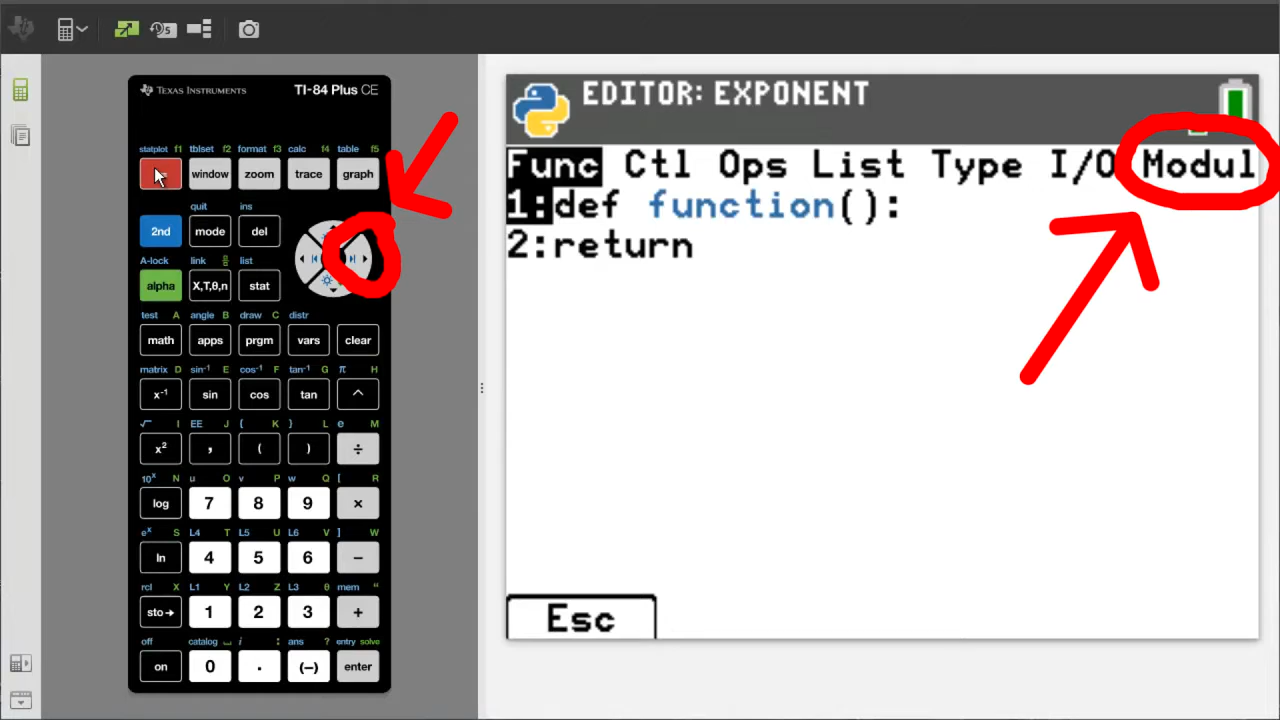 TEXAS INSTRUMENTS TI-84 Plus CE
statplot f1 tblset f2 format f3 calc f4 table f5
window zoom trace graph
quit ins
2nd mode del
A-lock link list
alpha X,T,θ,n stat
test A angle B draw C distr
math apps prgm vars clear
matrix D sin⁻¹ E cos⁻¹ F tan⁻¹ G π H
x⁻¹ sin cos tan ^
√ I EE J { K } L e M
x² , ( ) ÷
10ˣ N u O v P w Q [ R
log 7 8 9 ×
eˣ S L4 T L5 U L6 V ] W
ln 4 5 6 −
rcl X L1 Y L2 Z L3 θ mem "
sto→ 1 2 3 +
off catalog ⎵ i : ans ? entry solve
on 0 . (−) enter
EDITOR: EXPONENT
Func Ctl Ops List Type I/O Modul
1:def function():
2:return
Esc